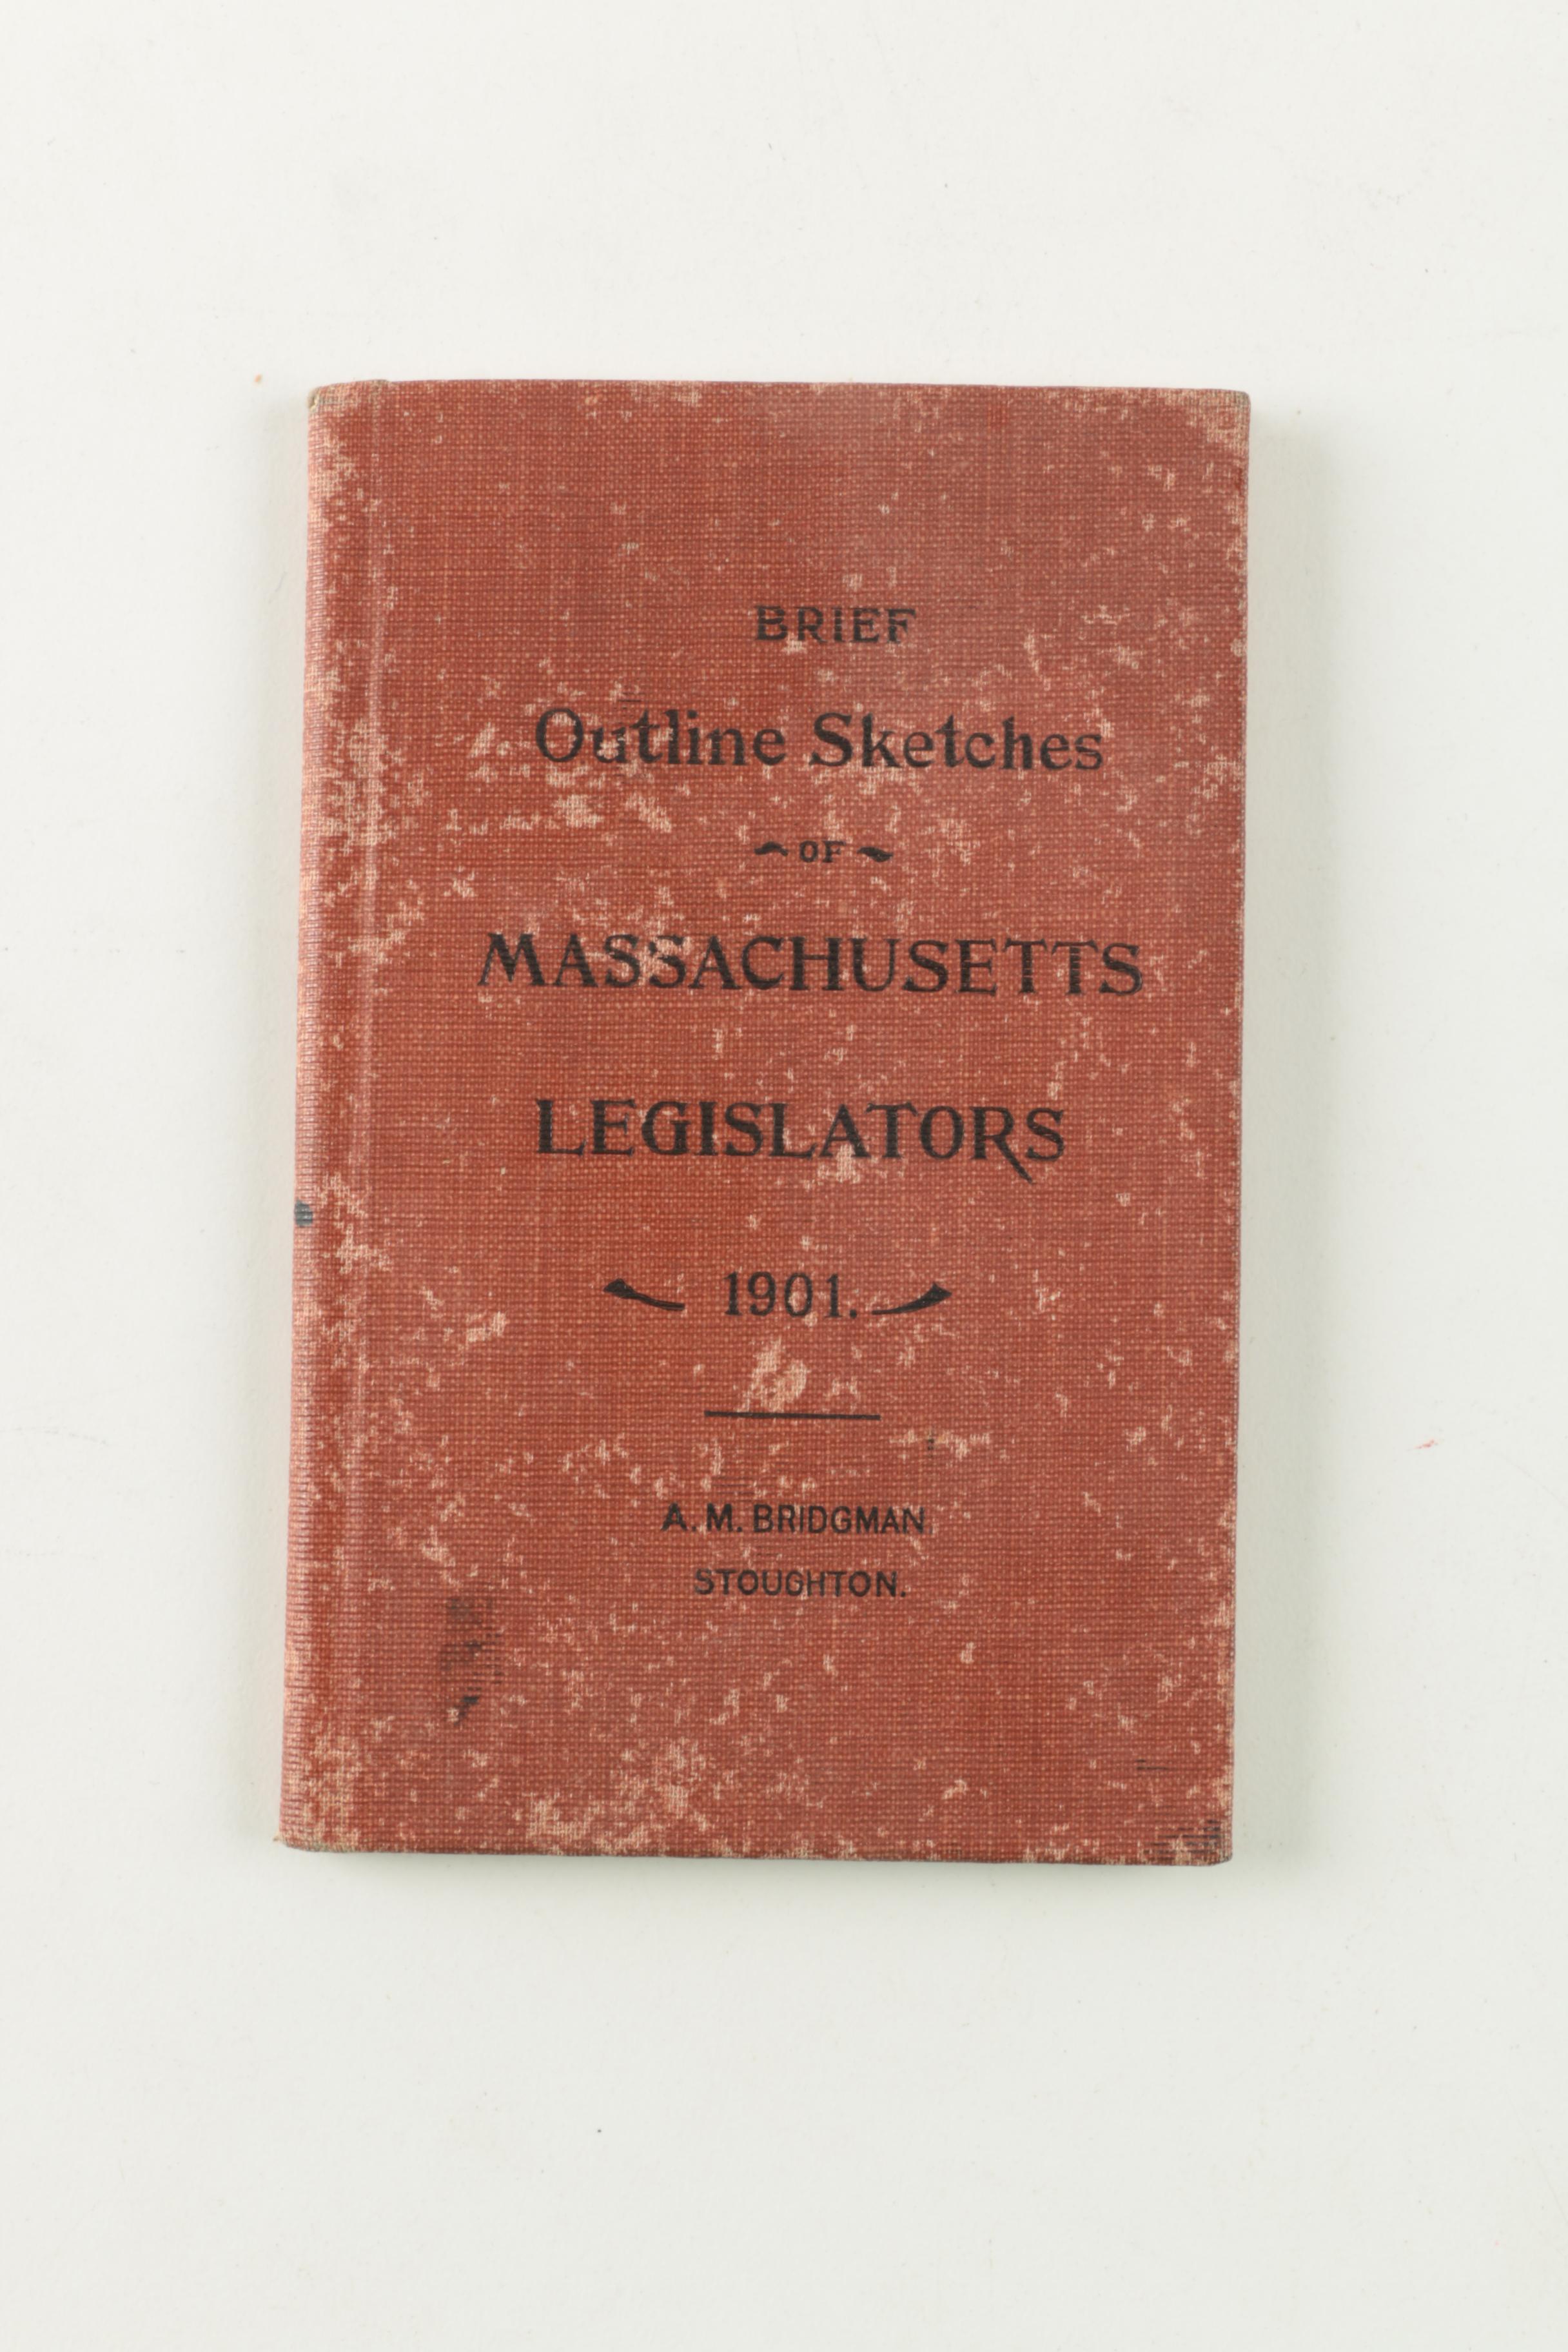 BRIEF
Outline Sketches
OF
MASSACHUSETTS
LEGISLATORS
1901.
A. M. BRIDGMAN
STOUGHTON.